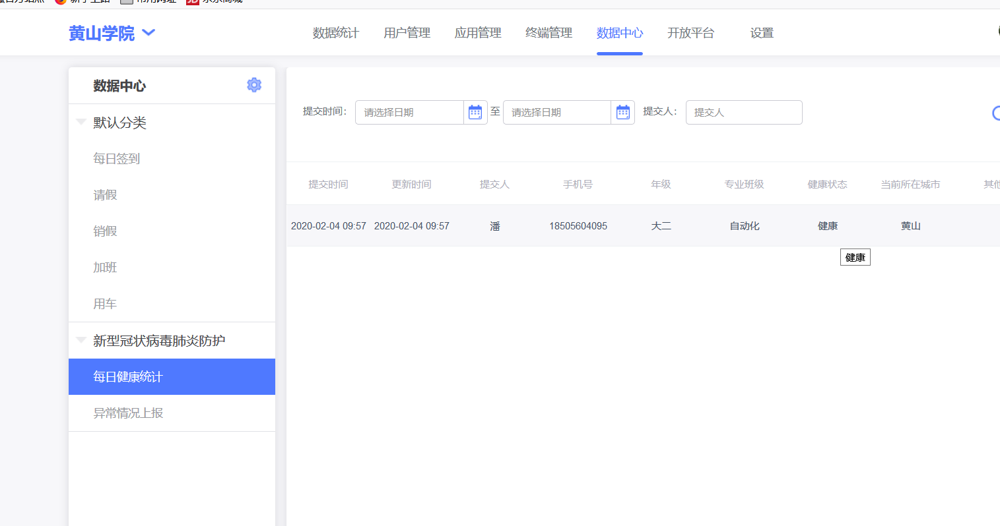 黄山学院
数据统计 用户管理 应用管理 终端管理 数据中心 开放平台 设置
数据中心
默认分类
每日签到
请假
销假
加班
用车
新型冠状病毒肺炎防护
每日健康统计
异常情况上报
提交时间： 请选择日期 至 请选择日期 提交人： 提交人
提交时间 更新时间 提交人 手机号 年级 专业班级 健康状态 当前所在城市
2020-02-04 09:57 2020-02-04 09:57 潘 18505604095 大二 自动化 健康 黄山
健康